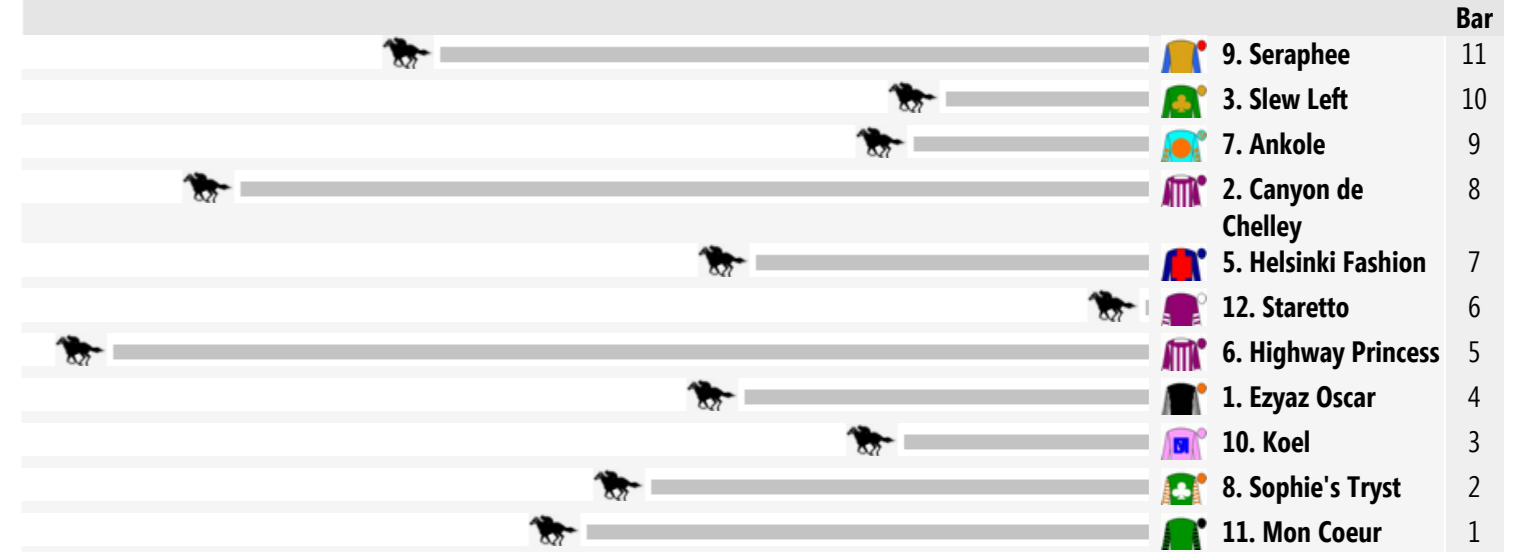 Bar
9. Seraphee 11
3. Slew Left 10
7. Ankole 9
2. Canyon de 8
Chelley
5. Helsinki Fashion 7
12. Staretto 6
6. Highway Princess 5
1. Ezyaz Oscar 4
10. Koel 3
8. Sophie's Tryst 2
11. Mon Coeur 1